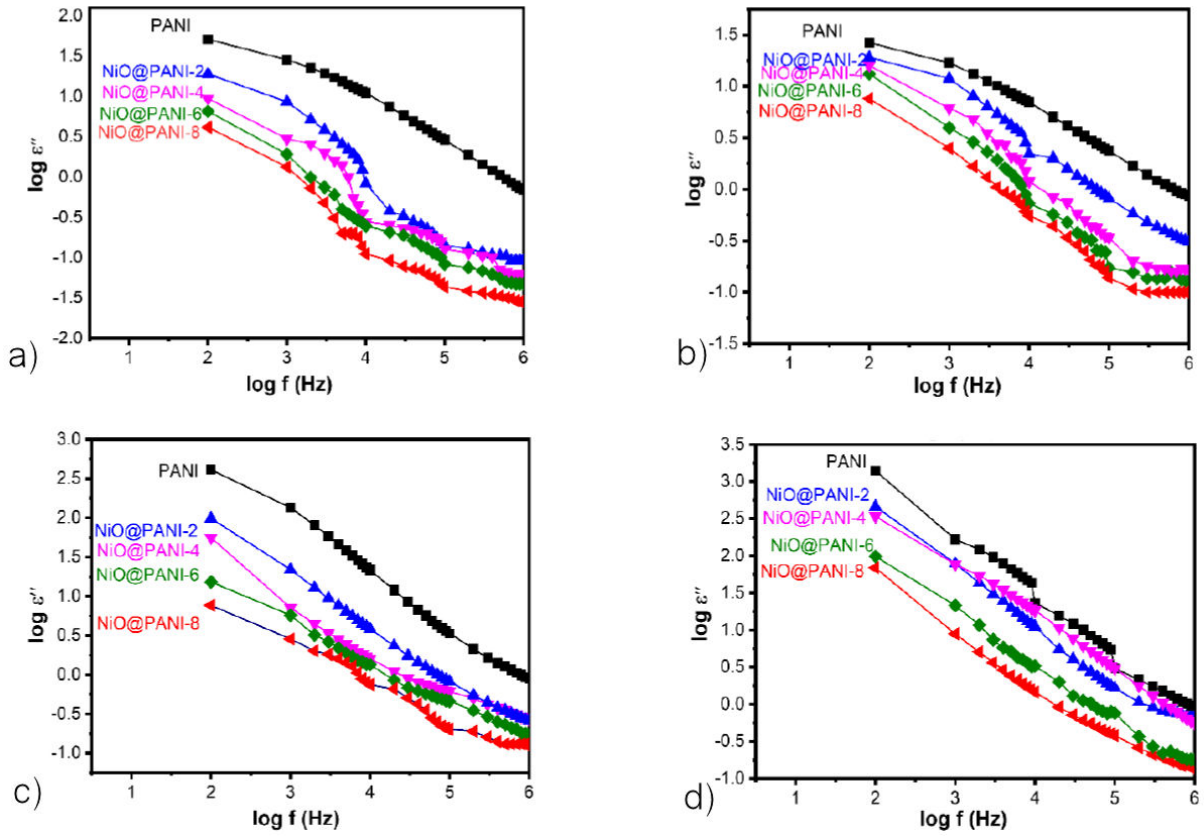 2.0
1.5
1.0
0.5
0.0
-0.5
-1.0
-1.5
-2.0
log ε″
PANI
NiO@PANI-2
NiO@PANI-4
NiO@PANI-6
NiO@PANI-8
1 2 3 4 5 6
log f (Hz)
a)
1.5
1.0
0.5
0.0
-0.5
-1.0
-1.5
log ε″
PANI
NiO@PANI-2
NiO@PANI-4
NiO@PANI-6
NiO@PANI-8
1 2 3 4 5 6
log f (Hz)
b)
3.0
2.5
2.0
1.5
1.0
0.5
0.0
-0.5
-1.0
log ε″
PANI
NiO@PANI-2
NiO@PANI-4
NiO@PANI-6
NiO@PANI-8
1 2 3 4 5 6
log f (Hz)
c)
3.5
3.0
2.5
2.0
1.5
1.0
0.5
0.0
-0.5
-1.0
log ε″
PANI
NiO@PANI-2
NiO@PANI-4
NiO@PANI-6
NiO@PANI-8
1 2 3 4 5 6
log f (Hz)
d)